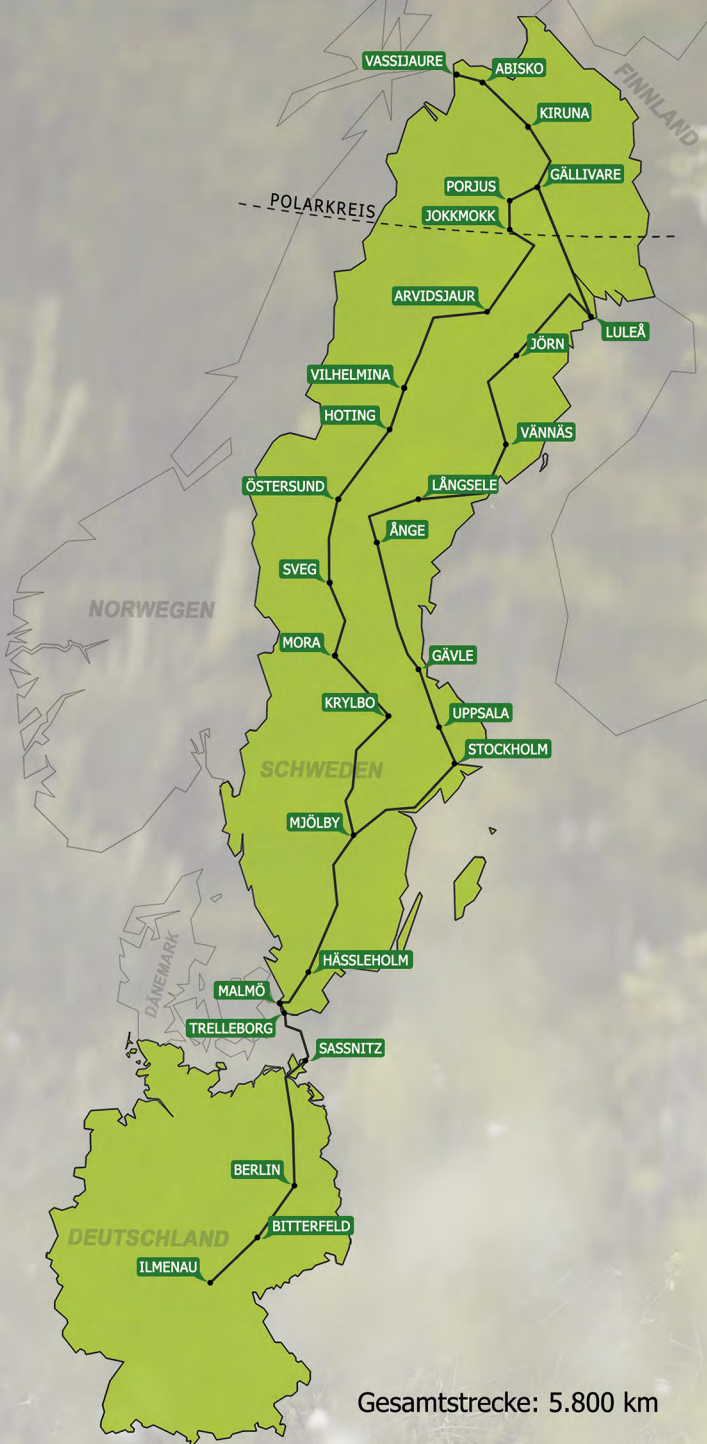 VASSIJAURE
ABISKO
FINNLAND
KIRUNA
GÄLLIVARE
PORJUS
POLARKREIS
JOKKMOKK
ARVIDSJAUR
LULEÅ
JÖRN
VILHELMINA
HOTING
VÄNNÄS
ÖSTERSUND
LÅNGSELE
ÅNGE
SVEG
NORWEGEN
MORA
GÄVLE
KRYLBO
UPPSALA
STOCKHOLM
SCHWEDEN
MJÖLBY
HÄSSLEHOLM
DÄNEMARK
MALMÖ
TRELLEBORG
SASSNITZ
BERLIN
BITTERFELD
DEUTSCHLAND
ILMENAU
Gesamtstrecke: 5.800 km